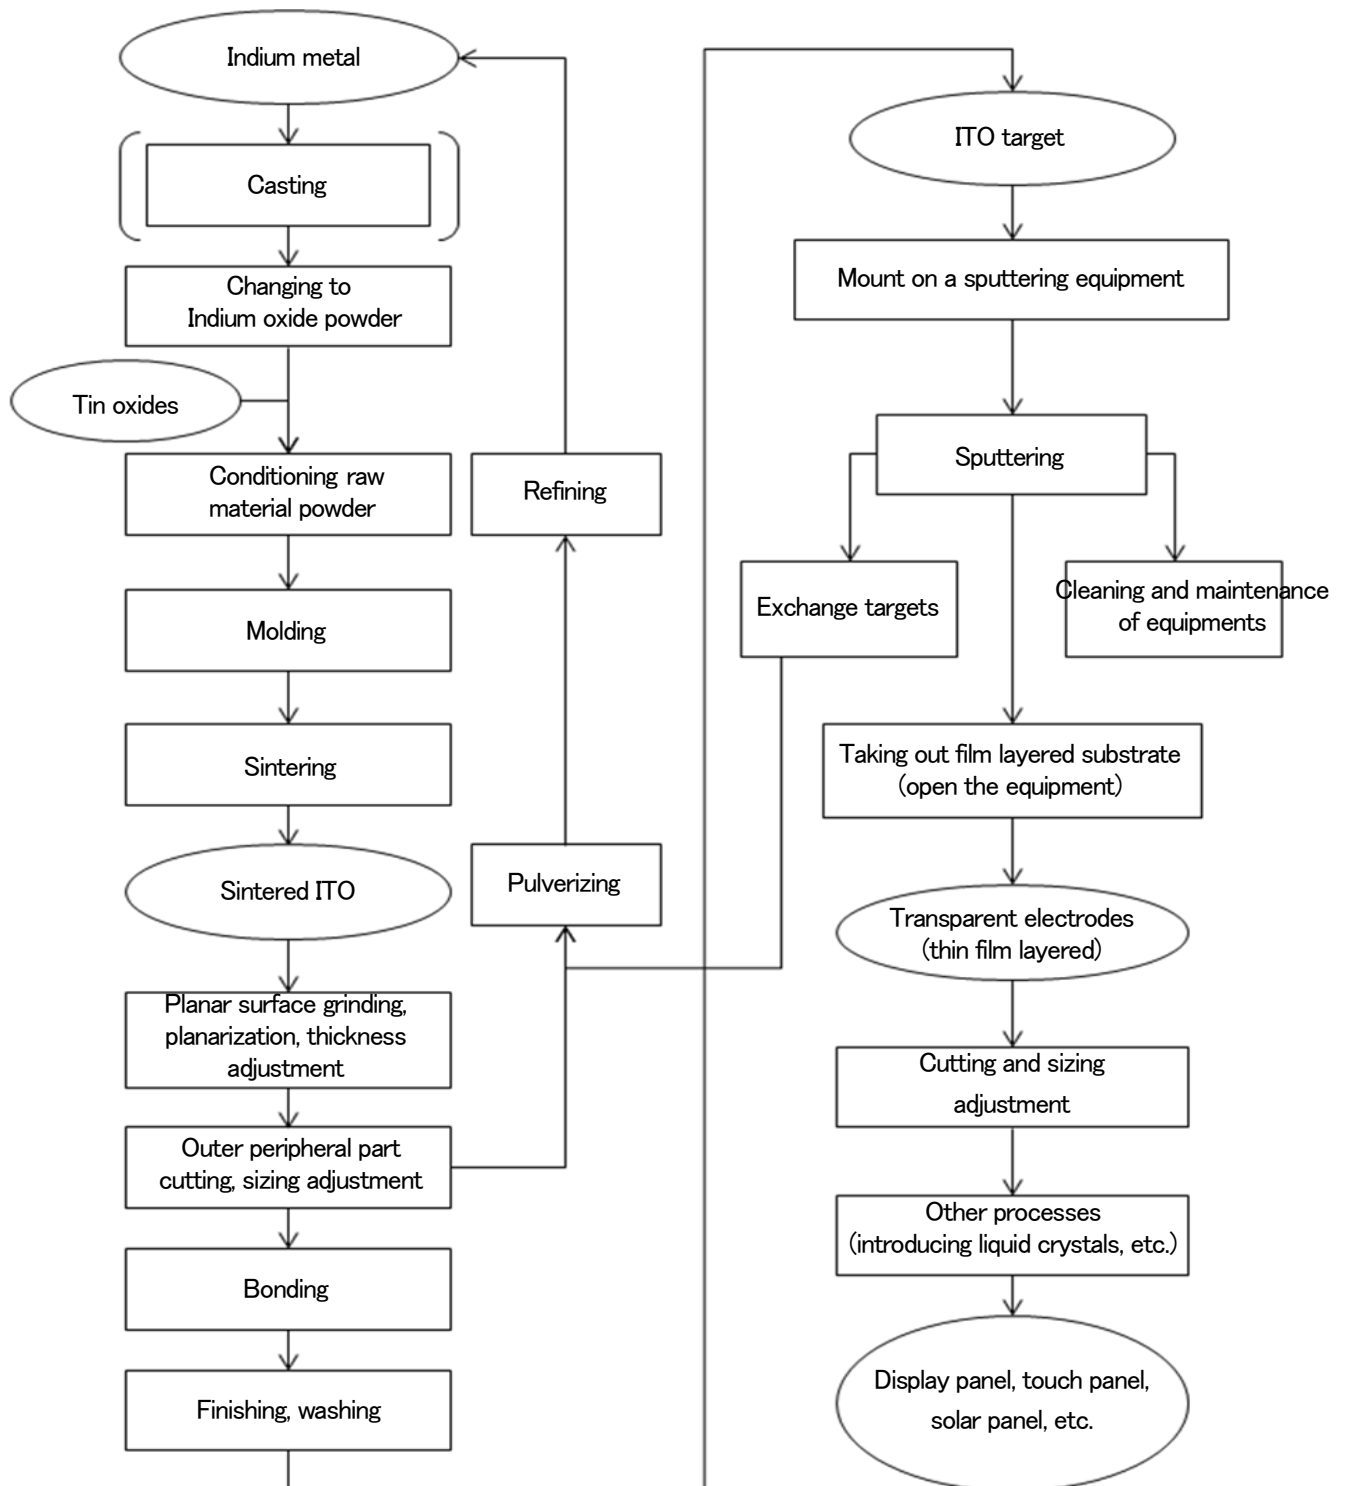 Indium metal
Casting
Changing to
Indium oxide powder
Tin oxides
Conditioning raw
material powder
Molding
Sintering
Sintered ITO
Planar surface grinding,
planarization, thickness
adjustment
Outer peripheral part
cutting, sizing adjustment
Bonding
Finishing, washing
Refining
Pulverizing
ITO target
Mount on a sputtering equipment
Sputtering
Exchange targets
Cleaning and maintenance
of equipments
Taking out film layered substrate
(open the equipment)
Transparent electrodes
(thin film layered)
Cutting and sizing
adjustment
Other processes
(introducing liquid crystals, etc.)
Display panel, touch panel,
solar panel, etc.